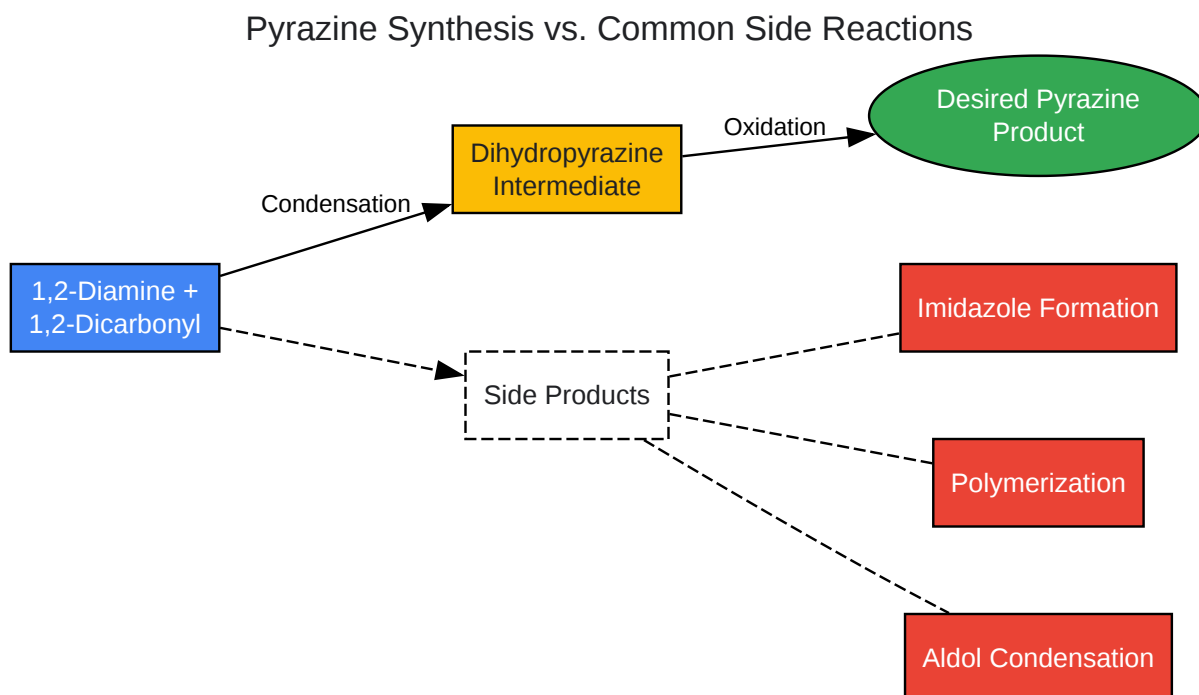 Pyrazine Synthesis vs. Common Side Reactions
Desired Pyrazine
Product
Oxidation
Dihydropyrazine
Intermediate
Condensation
1,2-Diamine +
1,2-Dicarbonyl
Imidazole Formation
Side Products
Polymerization
Aldol Condensation